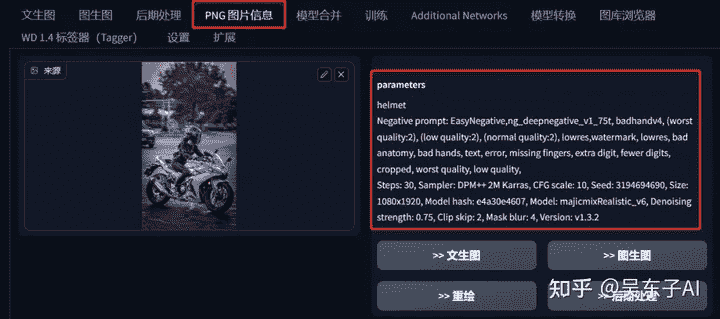 文生图 图生图 后期处理 PNG 图片信息 模型合并 训练 Additional Networks 模型转换 图库浏览器
WD 1.4 标签器（Tagger） 设置 扩展
来源
parameters
helmet
Negative prompt: EasyNegative,ng_deepnegative_v1_75t, badhandv4, (worst
quality:2), (low quality:2), (normal quality:2), lowres,watermark, lowres, bad
anatomy, bad hands, text, error, missing fingers, extra digit, fewer digits,
cropped, worst quality, low quality,
Steps: 30, Sampler: DPM++ 2M Karras, CFG scale: 10, Seed: 3194694690, Size:
1080x1920, Model hash: e4a30e4607, Model: majicmixRealistic_v6, Denoising
strength: 0.75, Clip skip: 2, Mask blur: 4, Version: v1.3.2
>> 文生图 >> 图生图
>> 重绘 >> 后期处理
知乎 @吴东子AI